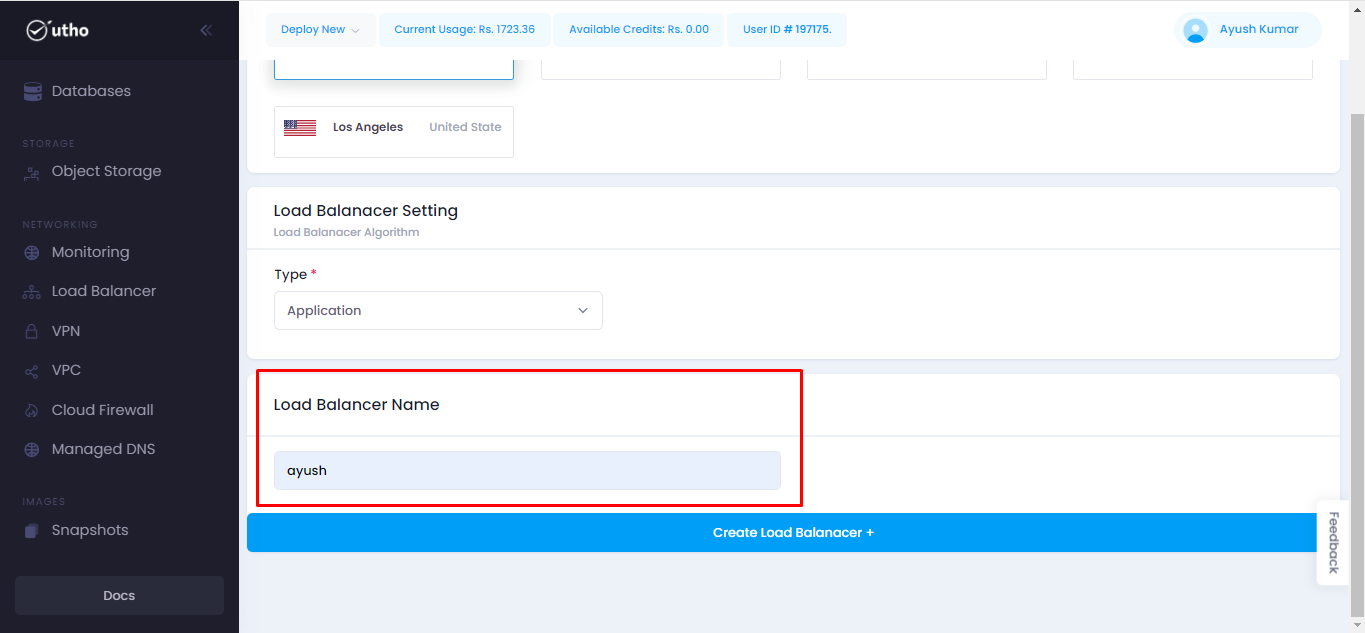 utho
Deploy New
Current Usage: Rs. 1723.36
Available Credits: Rs. 0.00
User ID # 197175.
Ayush Kumar
Databases
STORAGE
Object Storage
NETWORKING
Monitoring
Load Balancer
VPN
VPC
Cloud Firewall
Managed DNS
IMAGES
Snapshots
Docs
Los Angeles
United State
Load Balanacer Setting
Load Balanacer Algorithm
Type *
Application
Load Balancer Name
ayush
Create Load Balanacer +
Feedback